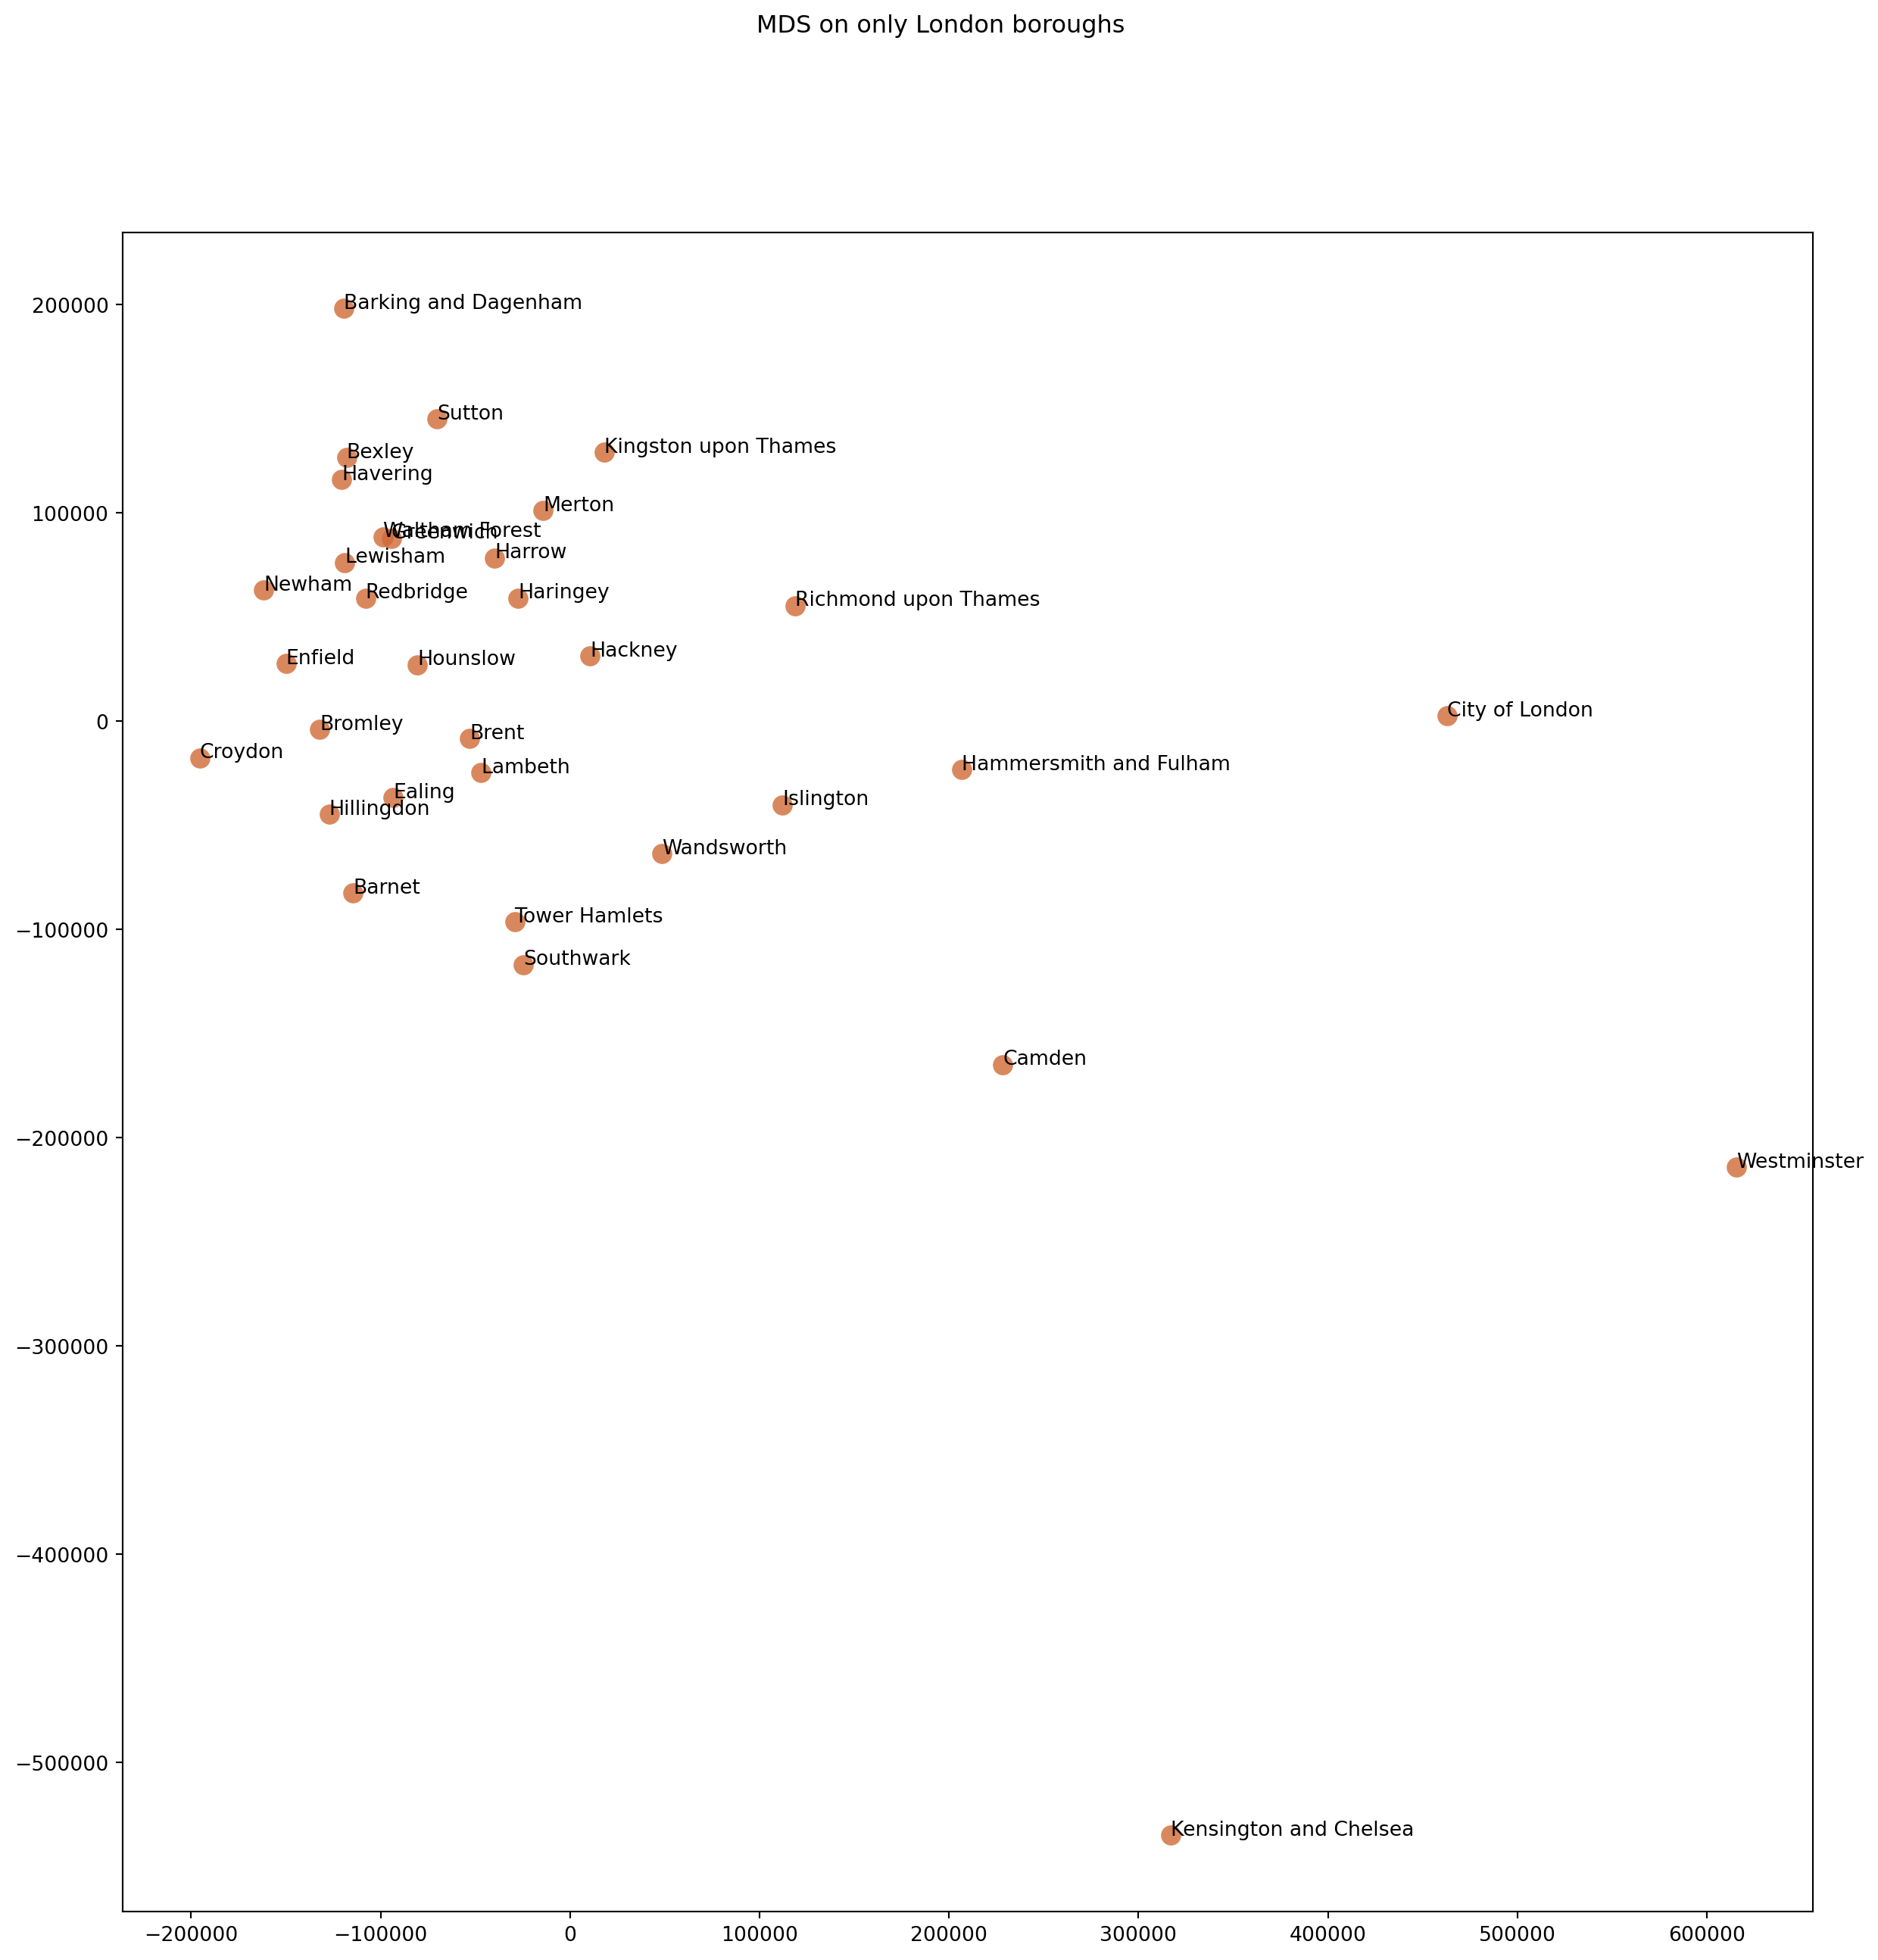 MDS on only London boroughs
200000
Barking and Dagenham
Sutton
Kingston upon Thames
Bexley
Havering
100000
Merton
Waltham Forest
Greenwich
Harrow
Lewisham
Newham
Redbridge
Haringey
Richmond upon Thames
Hackney
Enfield
Hounslow
0
City of London
Bromley
Brent
Croydon
Lambeth
Hammersmith and Fulham
Ealing
Islington
Hillingdon
Wandsworth
Barnet
−100000
Tower Hamlets
Southwark
Camden
−200000
Westminster
−300000
−400000
−500000
Kensington and Chelsea
−200000 −100000 0 100000 200000 300000 400000 500000 600000